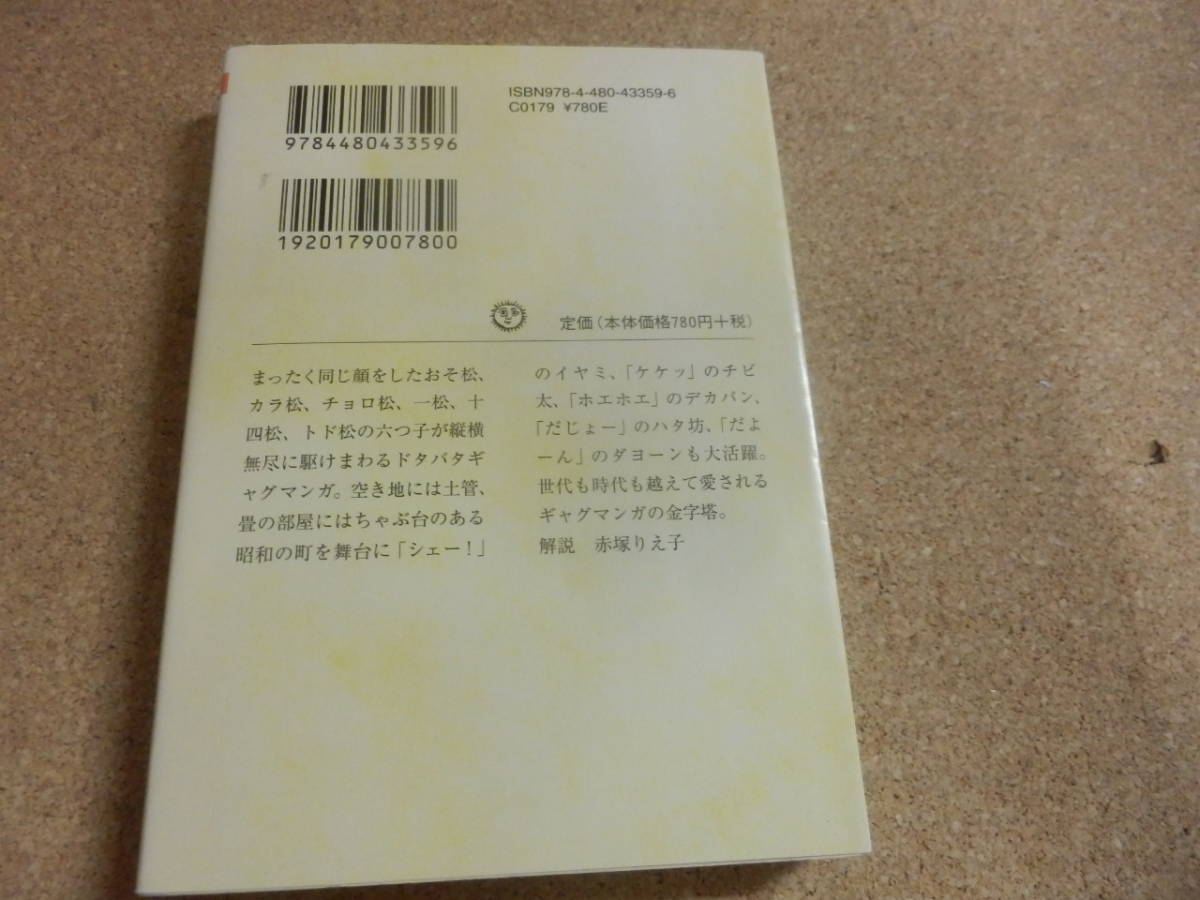 ISBN978-4-480-43359-6
C0179 ¥780E
9784480433596
1920179007800
定価(本体価格780円+税)
まったく同じ顔をしたおそ松、
カラ松、チョロ松、一松、十
四松、トド松の六つ子が縦横
無尽に駆けまわるドタバタギ
ャグマンガ。空き地には土管、
畳の部屋にはちゃぶ台のある
昭和の町を舞台に「シェー!」
のイヤミ、「ケケッ」のチビ
太、「ホエホエ」のデカパン、
「だじょー」のハタ坊、「だよ
ーん」のダヨーンも大活躍。
世代も時代も越えて愛される
ギャグマンガの金字塔。
解説 赤塚りえ子